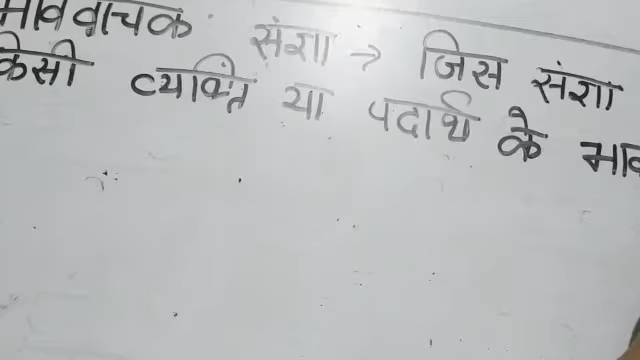 भाववाचक संज्ञा → जिस संज्ञा
किसी व्यक्ति या पदार्थ के भाव